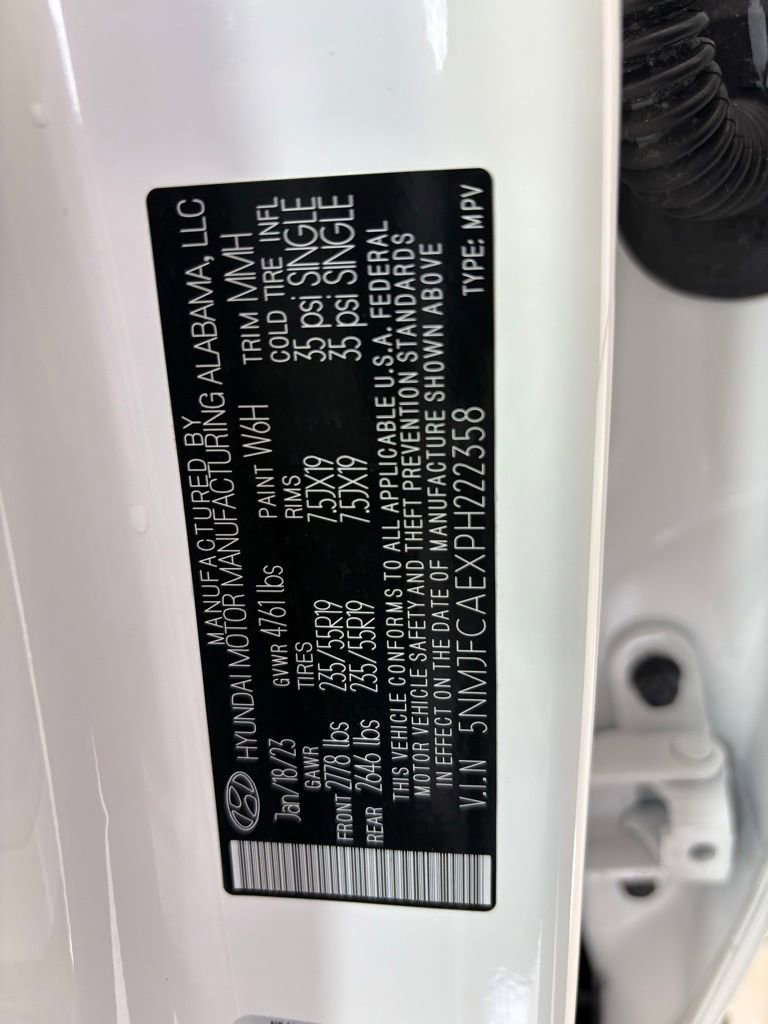 MANUFACTURED BY
HYUNDAI MOTOR MANUFACTURING ALABAMA, LLC
Jan/18/23 GVWR 4761 lbs PAINT W6H TRIM MMH
GAWR TIRES RIMS COLD TIRE INFL
FRONT 2778 lbs 235/55R19 7.5JX19 35 psi SINGLE
REAR 2646 lbs 235/55R19 7.5JX19 35 psi SINGLE
THIS VEHICLE CONFORMS TO ALL APPLICABLE U.S.A. FEDERAL
MOTOR VEHICLE SAFETY AND THEFT PREVENTION STANDARDS
IN EFFECT ON THE DATE OF MANUFACTURE SHOWN ABOVE
V.I.N 5NMJFCAEXPH222358 TYPE: MPV